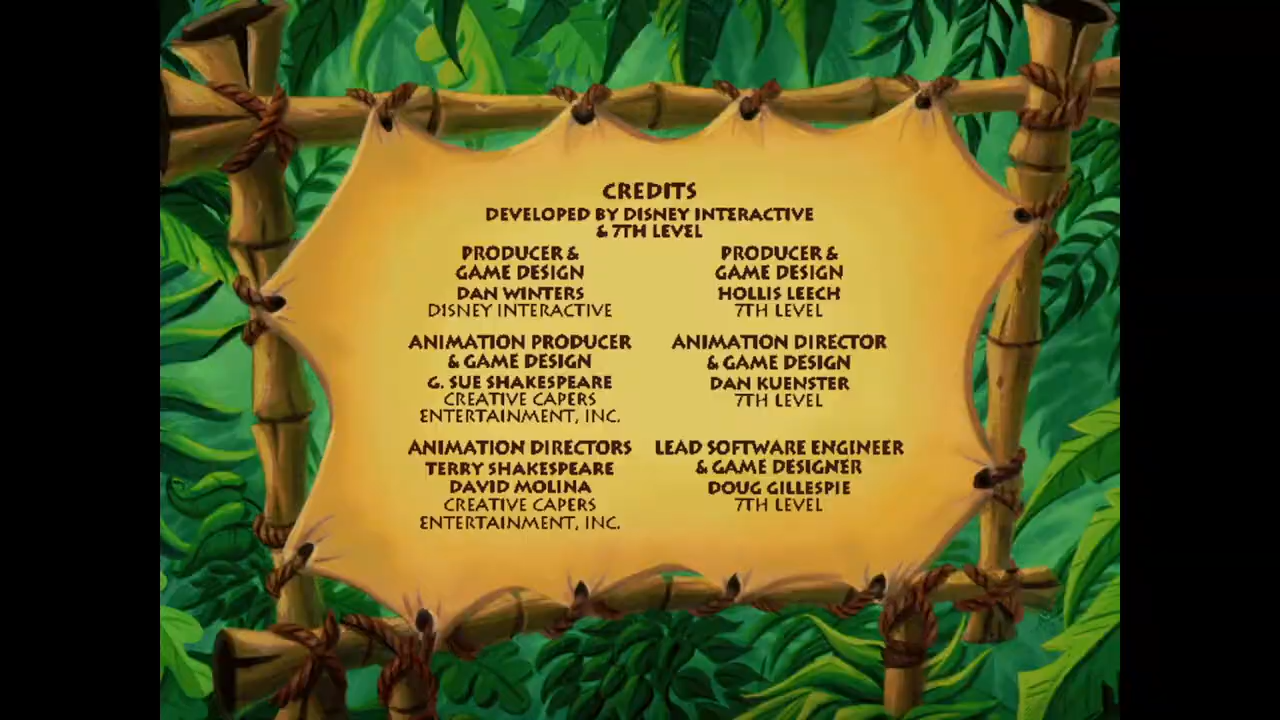 CREDITS
DEVELOPED BY DISNEY INTERACTIVE
& 7TH LEVEL
PRODUCER &
GAME DESIGN
DAN WINTERS
DISNEY INTERACTIVE
PRODUCER &
GAME DESIGN
HOLLIS LEECH
7TH LEVEL
ANIMATION PRODUCER
& GAME DESIGN
G. SUE SHAKESPEARE
CREATIVE CAPERS
ENTERTAINMENT, INC.
ANIMATION DIRECTOR
& GAME DESIGN
DAN KUENSTER
7TH LEVEL
ANIMATION DIRECTORS
TERRY SHAKESPEARE
DAVID MOLINA
CREATIVE CAPERS
ENTERTAINMENT, INC.
LEAD SOFTWARE ENGINEER
& GAME DESIGNER
DOUG GILLESPIE
7TH LEVEL